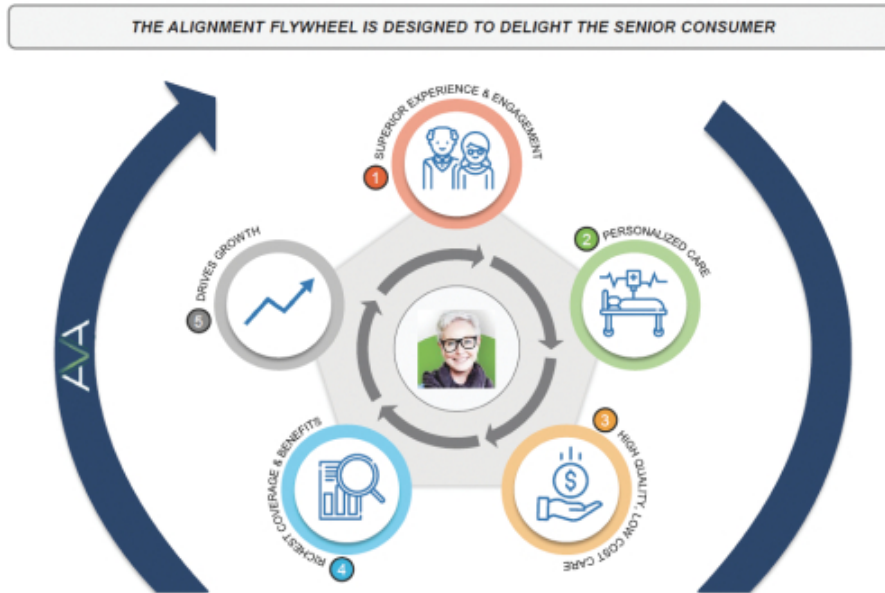 THE ALIGNMENT FLYWHEEL IS DESIGNED TO DELIGHT THE SENIOR CONSUMER
1 SUPERIOR EXPERIENCE & ENGAGEMENT
2 PERSONALIZED CARE
3 HIGH QUALITY, LOW COST CARE
$
4 RICHEST COVERAGE & BENEFITS
5 DRIVES GROWTH
AVA